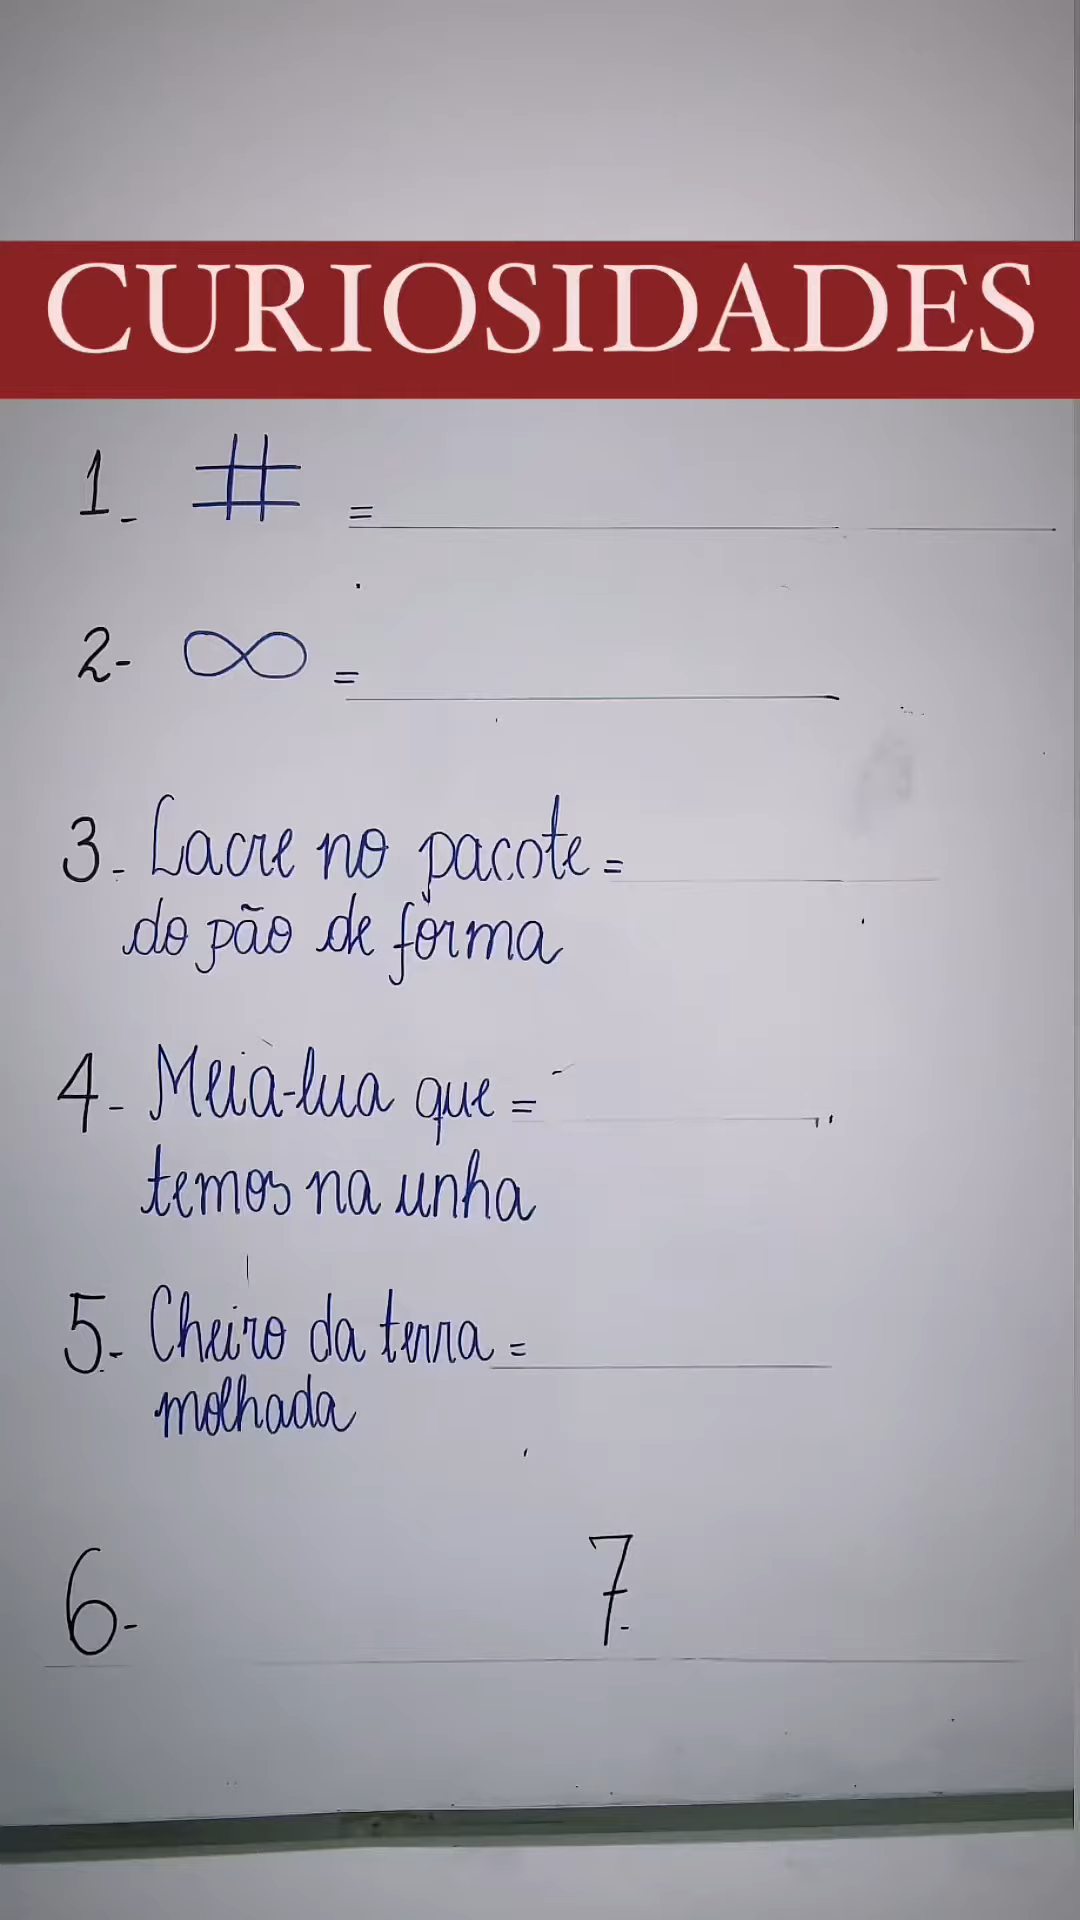 CURIOSIDADES
1- # =
2- ∞ =
3- Lacre no pacote =
do pão de forma
4- Meia-lua que =
temos na unha
5- Cheiro da terra =
molhada
6- 7-